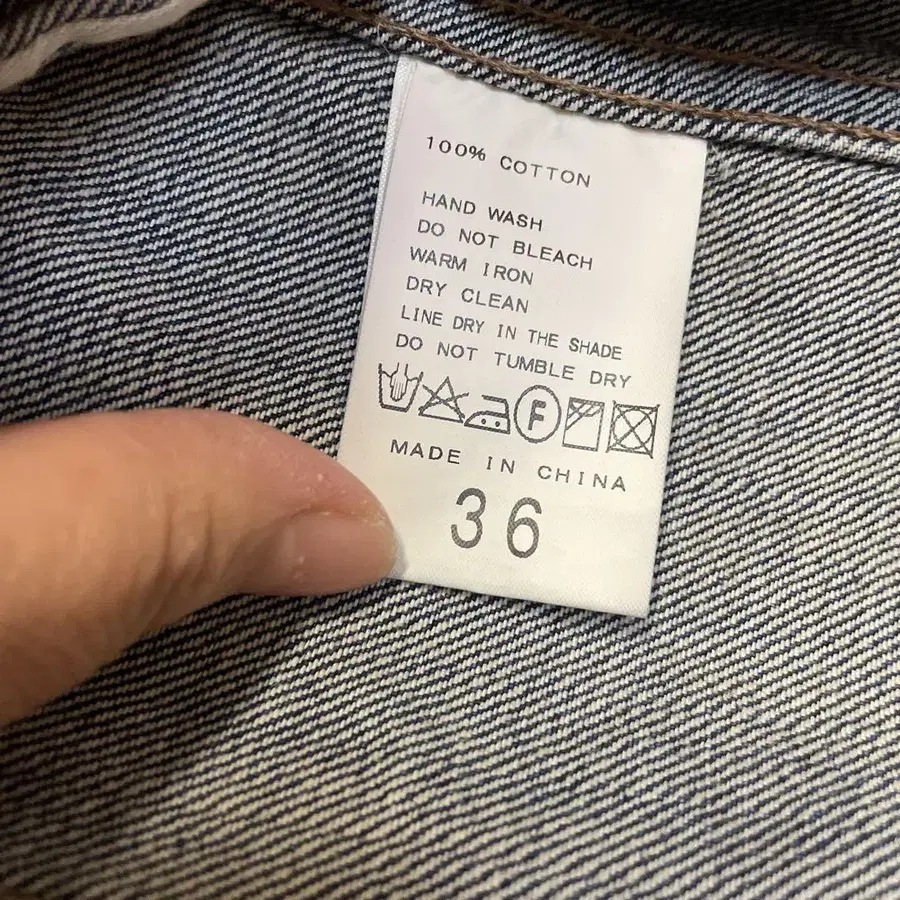 100% COTTON
HAND WASH
DO NOT BLEACH
WARM IRON
DRY CLEAN
LINE DRY IN THE SHADE
DO NOT TUMBLE DRY
F
MADE IN CHINA
36